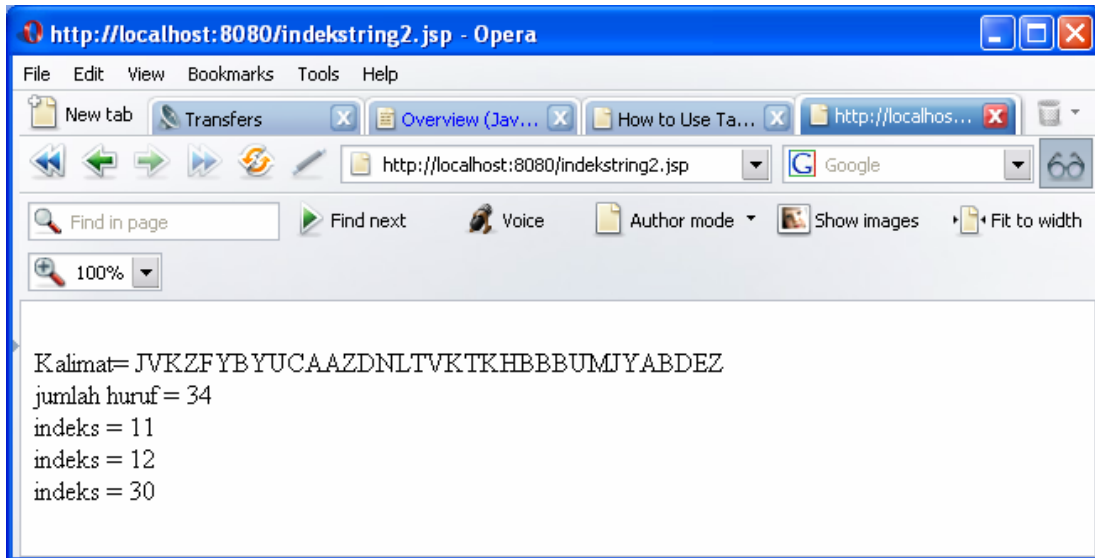 http://localhost:8080/indekstring2.jsp - Opera
File Edit View Bookmarks Tools Help
New tab Transfers Overview (Jav... How to Use Ta... http://localhos...
http://localhost:8080/indekstring2.jsp G Google
Find in page Find next Voice Author mode Show images Fit to width
100%
Kalimat= JVKZFYBYUCAAZDNLTVKTKHBBBUMJYABDEZ
jumlah huruf = 34
indeks = 11
indeks = 12
indeks = 30